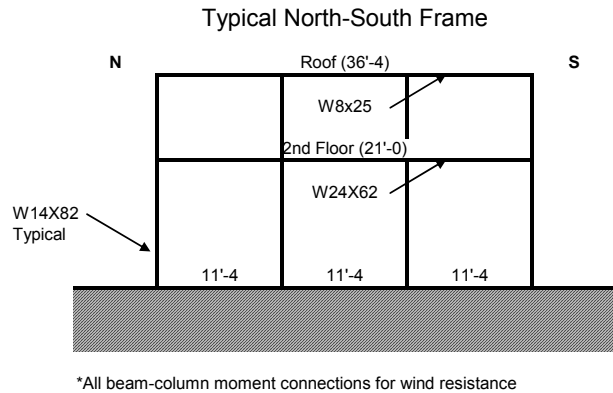 Typical North-South Frame
N
Roof (36'-4)
S
W8x25
2nd Floor (21'-0)
W24X62
W14X82
Typical
11'-4
11'-4
11'-4
*All beam-column moment connections for wind resistance